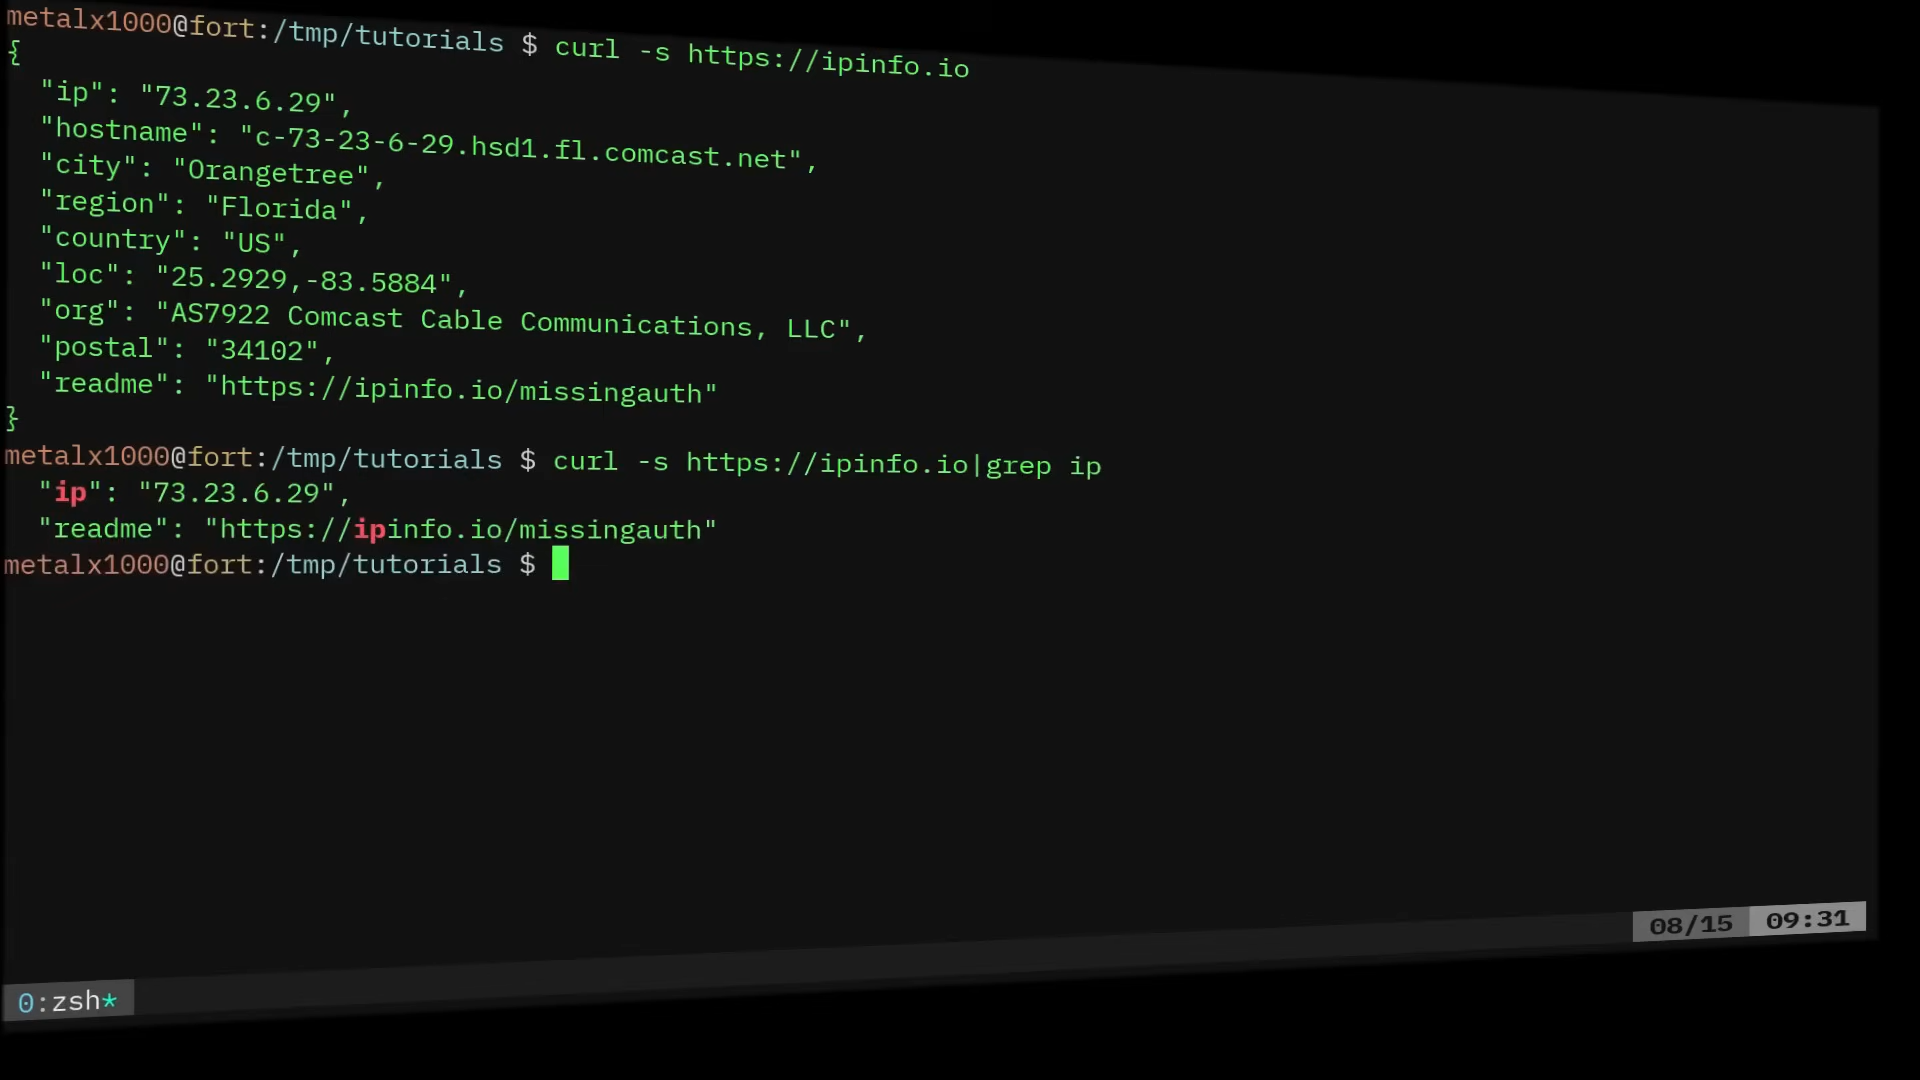 metalx1000@fort:/tmp/tutorials $ curl -s https://ipinfo.io
{
  "ip": "73.23.6.29",
  "hostname": "c-73-23-6-29.hsd1.fl.comcast.net",
  "city": "Orangetree",
  "region": "Florida",
  "country": "US",
  "loc": "25.2929,-83.5884",
  "org": "AS7922 Comcast Cable Communications, LLC",
  "postal": "34102",
  "readme": "https://ipinfo.io/missingauth"
}
metalx1000@fort:/tmp/tutorials $ curl -s https://ipinfo.io|grep ip
  "ip": "73.23.6.29",
  "readme": "https://ipinfo.io/missingauth"
metalx1000@fort:/tmp/tutorials $
08/15 09:31
0:zsh*